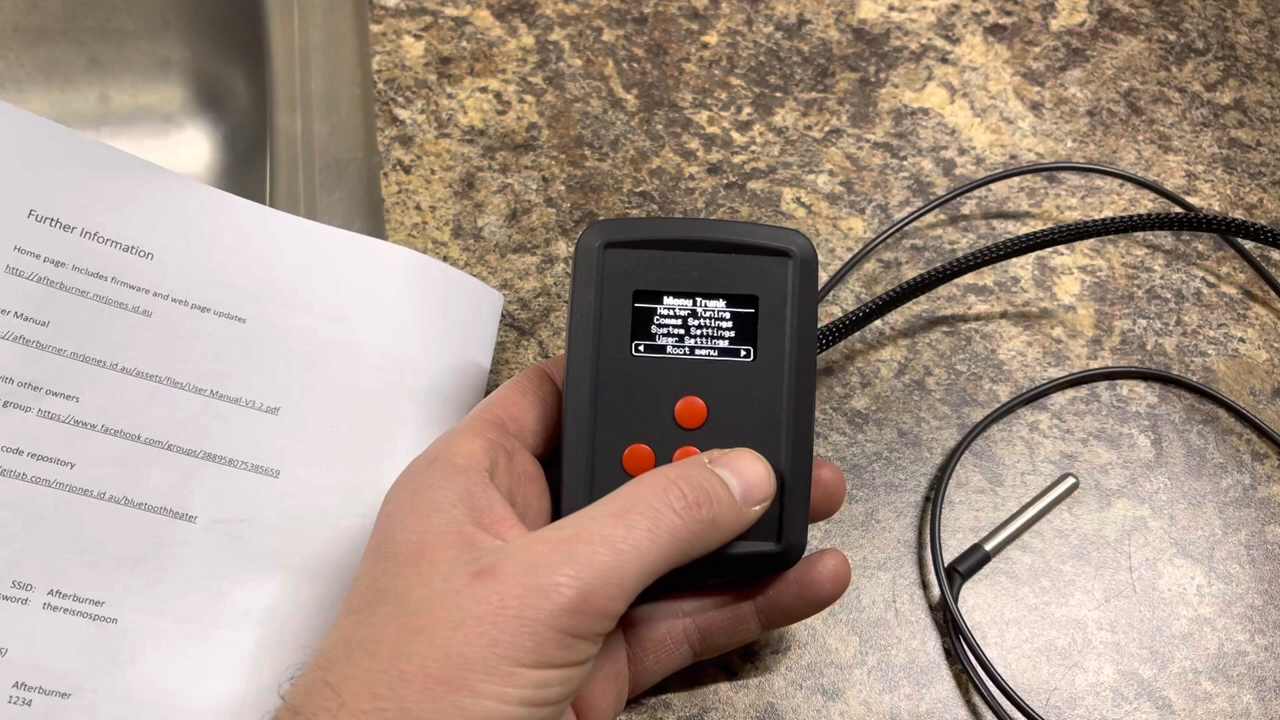 Further Information
Home page: Includes firmware and web page updates
http://afterburner.mrjones.id.au
Manual
://afterburner.mrjones.id.au/assets/files/User Manual-V3.2.pdf
with other owners
group: https://www.facebook.com/groups/388958075385659
code repository
/gitlab.com/mrjones.id.au/bluetoothheater
SSID: Afterburner
sword: thereisnospoon
Afterburner
1234
Menu Trunk
Heater Tuning
Comms Settings
System Settings
User Settings
Root menu